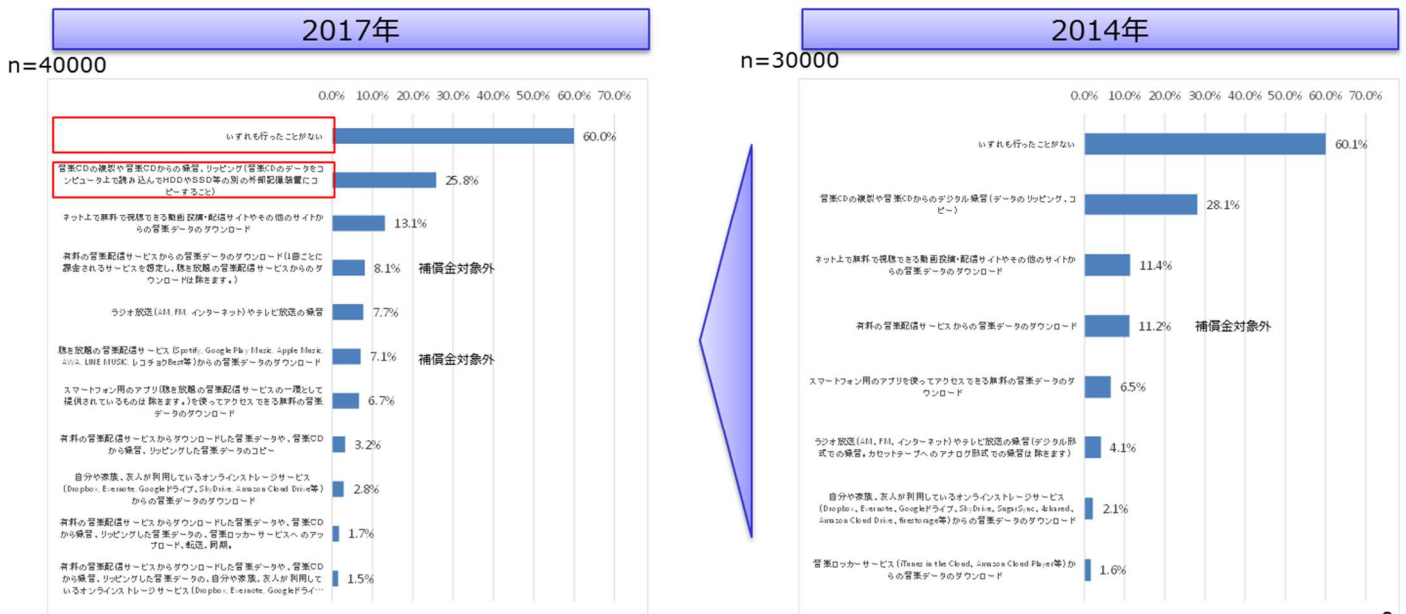 2017年
n=40000
0.0% 10.0% 20.0% 30.0% 40.0% 50.0% 60.0% 70.0%
いずれも行ったことがない
60.0%
音楽CDの複製や音楽CDからの録音、リッピング(音楽CDのデータをコ
ンピュータ上で読み込んでHDDやSSD等の別の外部記憶装置にコ
ピーすること)
25.8%
ネット上で無料で視聴できる動画投稿・配信サイトやその他のサイトか
らの音楽データのダウンロード
13.1%
有料の音楽配信サービスからの音楽データのダウンロード(1曲ごとに
課金されるサービスを想定し、聴き放題の音楽配信サービスからのダ
ウンロードは除きます。)
8.1% 補償金対象外
ラジオ放送(AM、FM、インターネット)やテレビ放送の録音
7.7%
聴き放題の音楽配信サービス(Spotify、Google Play Music、Apple Music、
AWA、LINE MUSIC、レコチョクBest等)からの音楽データのダウンロード
7.1% 補償金対象外
スマートフォン用のアプリ(聴き放題の音楽配信サービスの一環として
提供されているものは除きます。)を使ってアクセスできる無料の音楽
データのダウンロード
6.7%
有料の音楽配信サービスからダウンロードした音楽データや、音楽CD
から録音、リッピングした音楽データのコピー
3.2%
自分や家族、友人が利用しているオンラインストレージサービス
(Dropbox、Evernote、Googleドライブ、SkyDrive、Amazon Cloud Drive等)
からの音楽データのダウンロード
2.8%
有料の音楽配信サービスからダウンロードした音楽データや、音楽CD
から録音、リッピングした音楽データの、音楽ロッカーサービスへのアッ
プロード、転送、同期。
1.7%
有料の音楽配信サービスからダウンロードした音楽データや、音楽CD
から録音、リッピングした音楽データの、自分や家族、友人が利用して
いるオンラインストレージサービス(Dropbox、Evernote、Googleドライ…
1.5%
2014年
n=30000
0.0% 10.0% 20.0% 30.0% 40.0% 50.0% 60.0% 70.0%
いずれも行ったことがない
60.1%
音楽CDの複製や音楽CDからのデジタル録音(データのリッピング、コ
ピー)
28.1%
ネット上で無料で視聴できる動画投稿・配信サイトやその他のサイトか
らの音楽データのダウンロード
11.4%
有料の音楽配信サービスからの音楽データのダウンロード
11.2% 補償金対象外
スマートフォン用のアプリを使ってアクセスできる無料の音楽データのダ
ウンロード
6.5%
ラジオ放送(AM、FM、インターネット)やテレビ放送の録音(デジタル形
式での録音。カセットテープへのアナログ形式での録音は除きます)
4.1%
自分や家族、友人が利用しているオンラインストレージサービス
(Dropbox、Evernote、Googleドライブ、SkyDrive、SugarSync、4shared、
Amazon Cloud Drive、firestorage等)からの音楽データのダウンロード
2.1%
音楽ロッカーサービス(iTunes in the Cloud、Amazon Cloud Player等)か
らの音楽データのダウンロード
1.6%